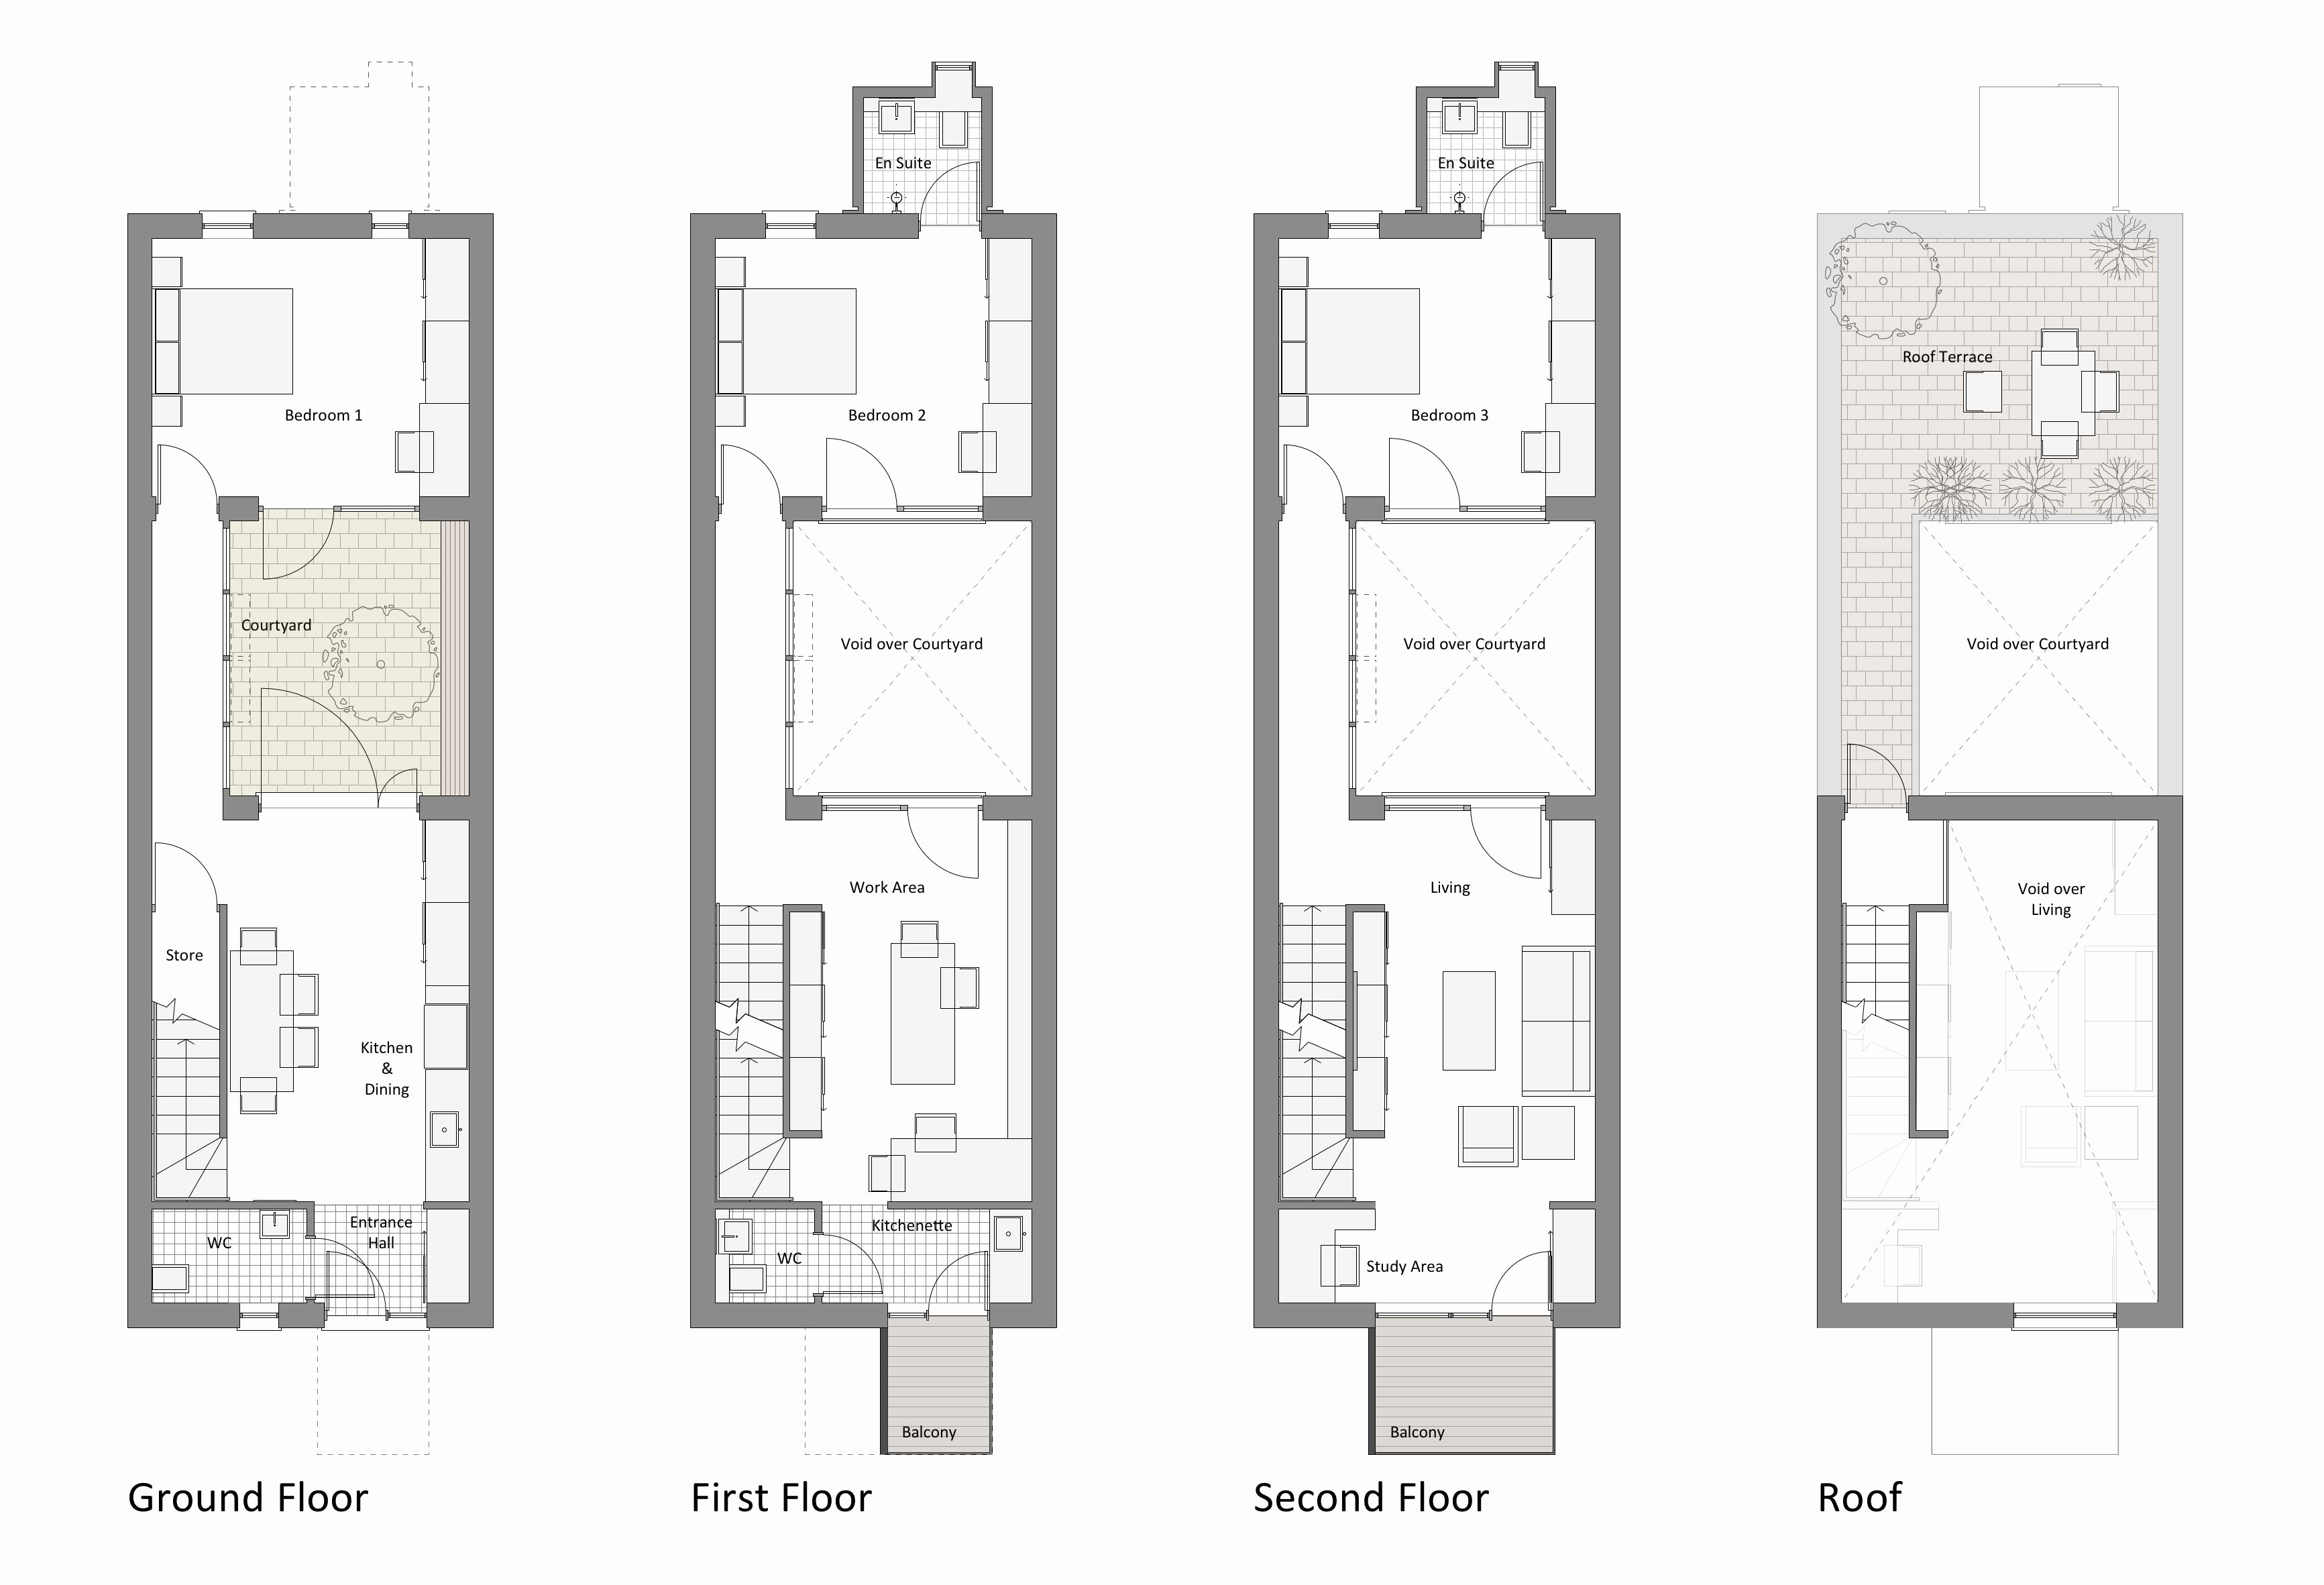 Bedroom 1
Courtyard
Store
Kitchen
&
Dining
Entrance
Hall
WC
Ground Floor
En Suite
Bedroom 2
Void over Courtyard
Work Area
Kitchenette
WC
Balcony
First Floor
En Suite
Bedroom 3
Void over Courtyard
Living
Study Area
Balcony
Second Floor
Roof Terrace
Void over Courtyard
Void over
Living
Roof